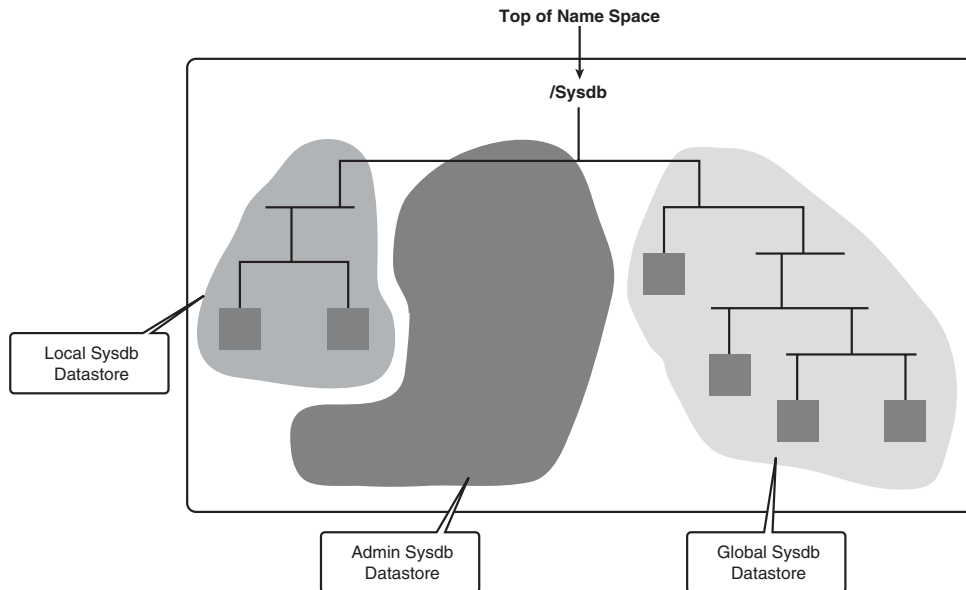 Top of Name Space
/Sysdb
Local Sysdb
Datastore
Admin Sysdb
Datastore
Global Sysdb
Datastore